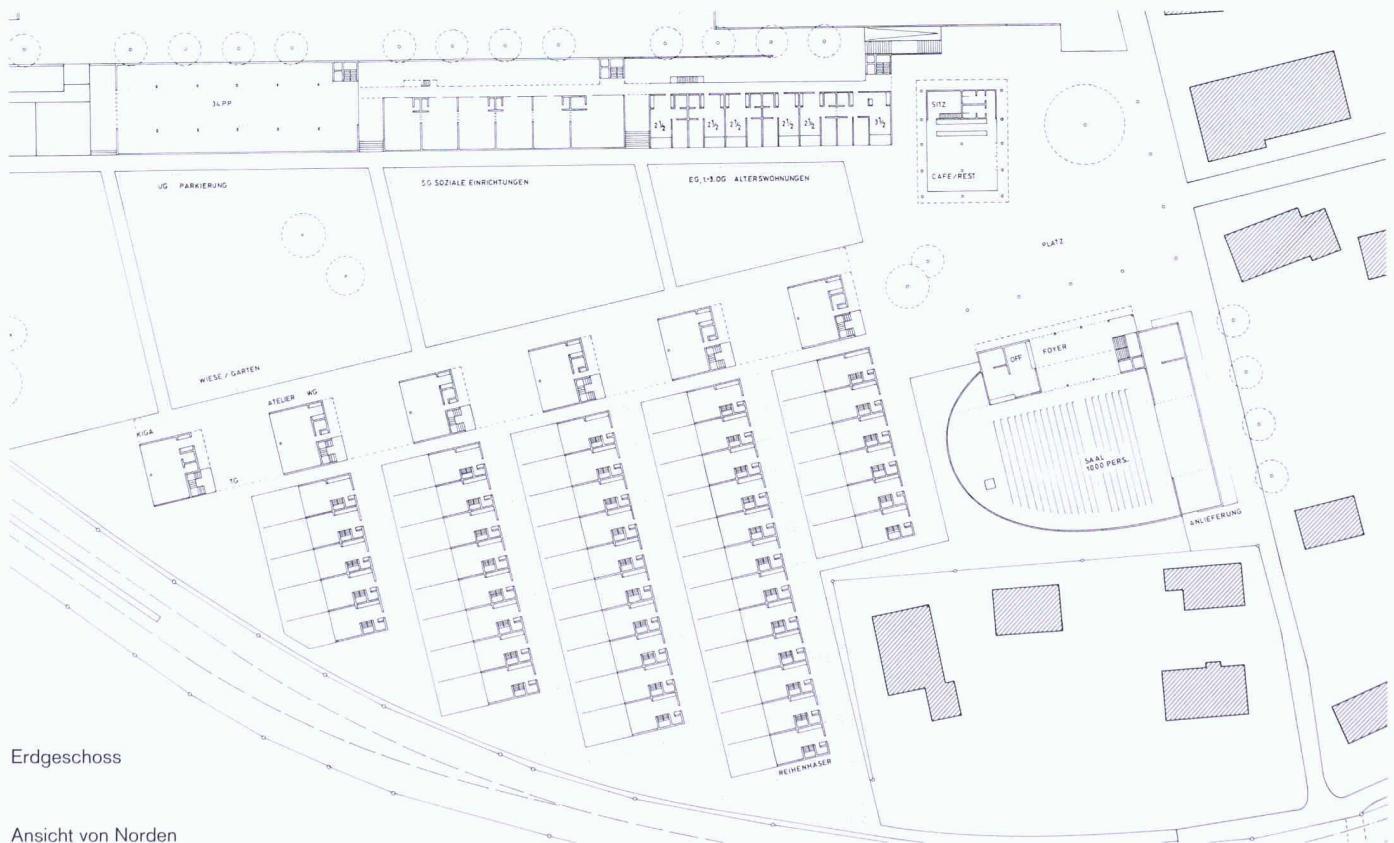 34 PP
2½
2½
2½
2½
2½
3½
SITZ
CAFE/REST
UG PARKIERUNG
SG SOZIALE EINRICHTUNGEN
EG, 1-3.OG ALTERSWOHNUNGEN
PLATZ
WIESE / GARTEN
ATELIER WG
KIGA
TG
OFF
FOYER
SAAL
1000 PERS.
ANLIEFERUNG
REIHENHÄSER
Erdgeschoss
Ansicht von Norden